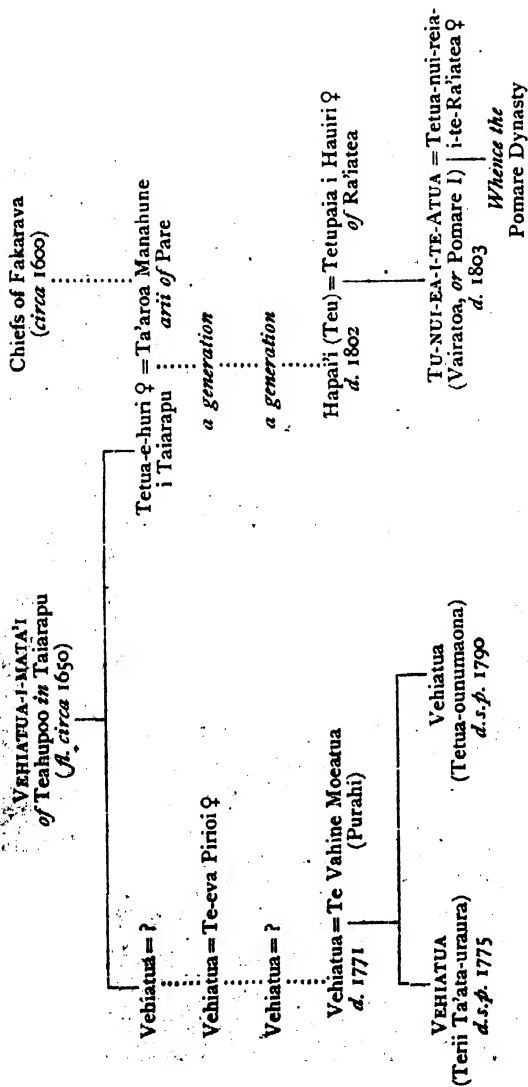 VEHIATUA-I-MATA'I
of Teahupoo in Taiarapu
(fl. circa 1650)
Chiefs of Fakarava
(circa 1600)
Vehiatua = ?
Tetua-e-huri ♀ = Ta'aroa Manahune
i Taiarapu
arii of Pare
Vehiatua = Te-eva Pirioi ♀
a generation
Vehiatua = ?
a generation
Vehiatua = Te Vahine Moeatua
d. 1771
(Purahi)
Hapai'i (Teu) = Tetupaia i Hauiri ♀
d. 1802
of Ra'iatea
VEHIATUA
(Terii Ta'ata-uraura)
d.s.p. 1775
Vehiatua
(Tetua-ounumaona)
d.s.p. 1790
TU-NUI-EA-I-TE-ATUA = Tetua-nui-reia-
(Vairatoa, or Pomare I)
i-te-Ra'iatea ♀
d. 1803
Whence the
Pomare Dynasty